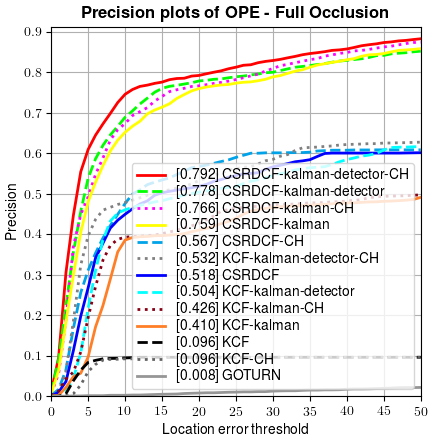 Precision plots of OPE - Full Occlusion
0.9
0.8
0.7
0.6
0.5
0.4
0.3
0.2
0.1
0.0
Precision
[0.792] CSRDCF-kalman-detector-CH
[0.778] CSRDCF-kalman-detector
[0.766] CSRDCF-kalman-CH
[0.759] CSRDCF-kalman
[0.567] CSRDCF-CH
[0.532] KCF-kalman-detector-CH
[0.518] CSRDCF
[0.504] KCF-kalman-detector
[0.426] KCF-kalman-CH
[0.410] KCF-kalman
[0.096] KCF
[0.096] KCF-CH
[0.008] GOTURN
0 5 10 15 20 25 30 35 40 45 50
Location error threshold